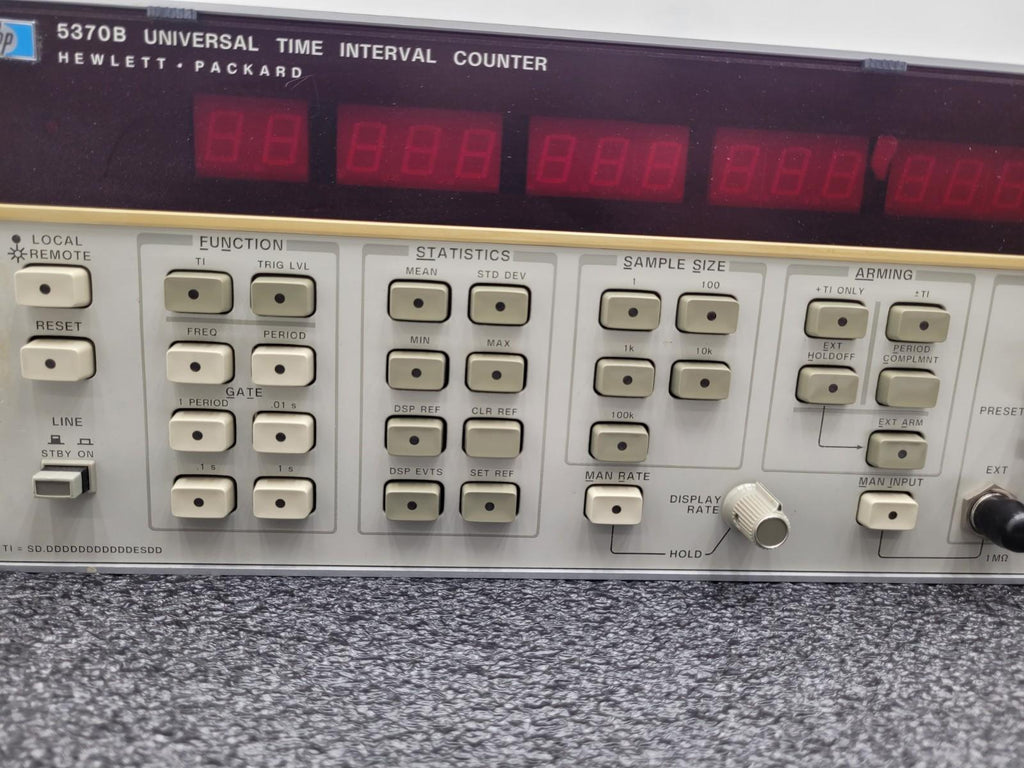 hp
5370B UNIVERSAL TIME INTERVAL COUNTER
HEWLETT • PACKARD
LOCAL
REMOTE
RESET
LINE
STBY ON
TI = SD.DDDDDDDDDDDESDD
FUNCTION
TI TRIG LVL
FREQ PERIOD
GATE
1 PERIOD .01 s
.1 s 1 s
STATISTICS
MEAN STD DEV
MIN MAX
DSP REF CLR REF
DSP EVTS SET REF
SAMPLE SIZE
1 100
1k 10k
100k
MAN RATE
DISPLAY
RATE
HOLD
ARMING
+TI ONLY ±TI
EXT
HOLDOFF
PERIOD
COMPLMNT
EXT ARM
MAN INPUT
PRESET
EXT
1MΩ